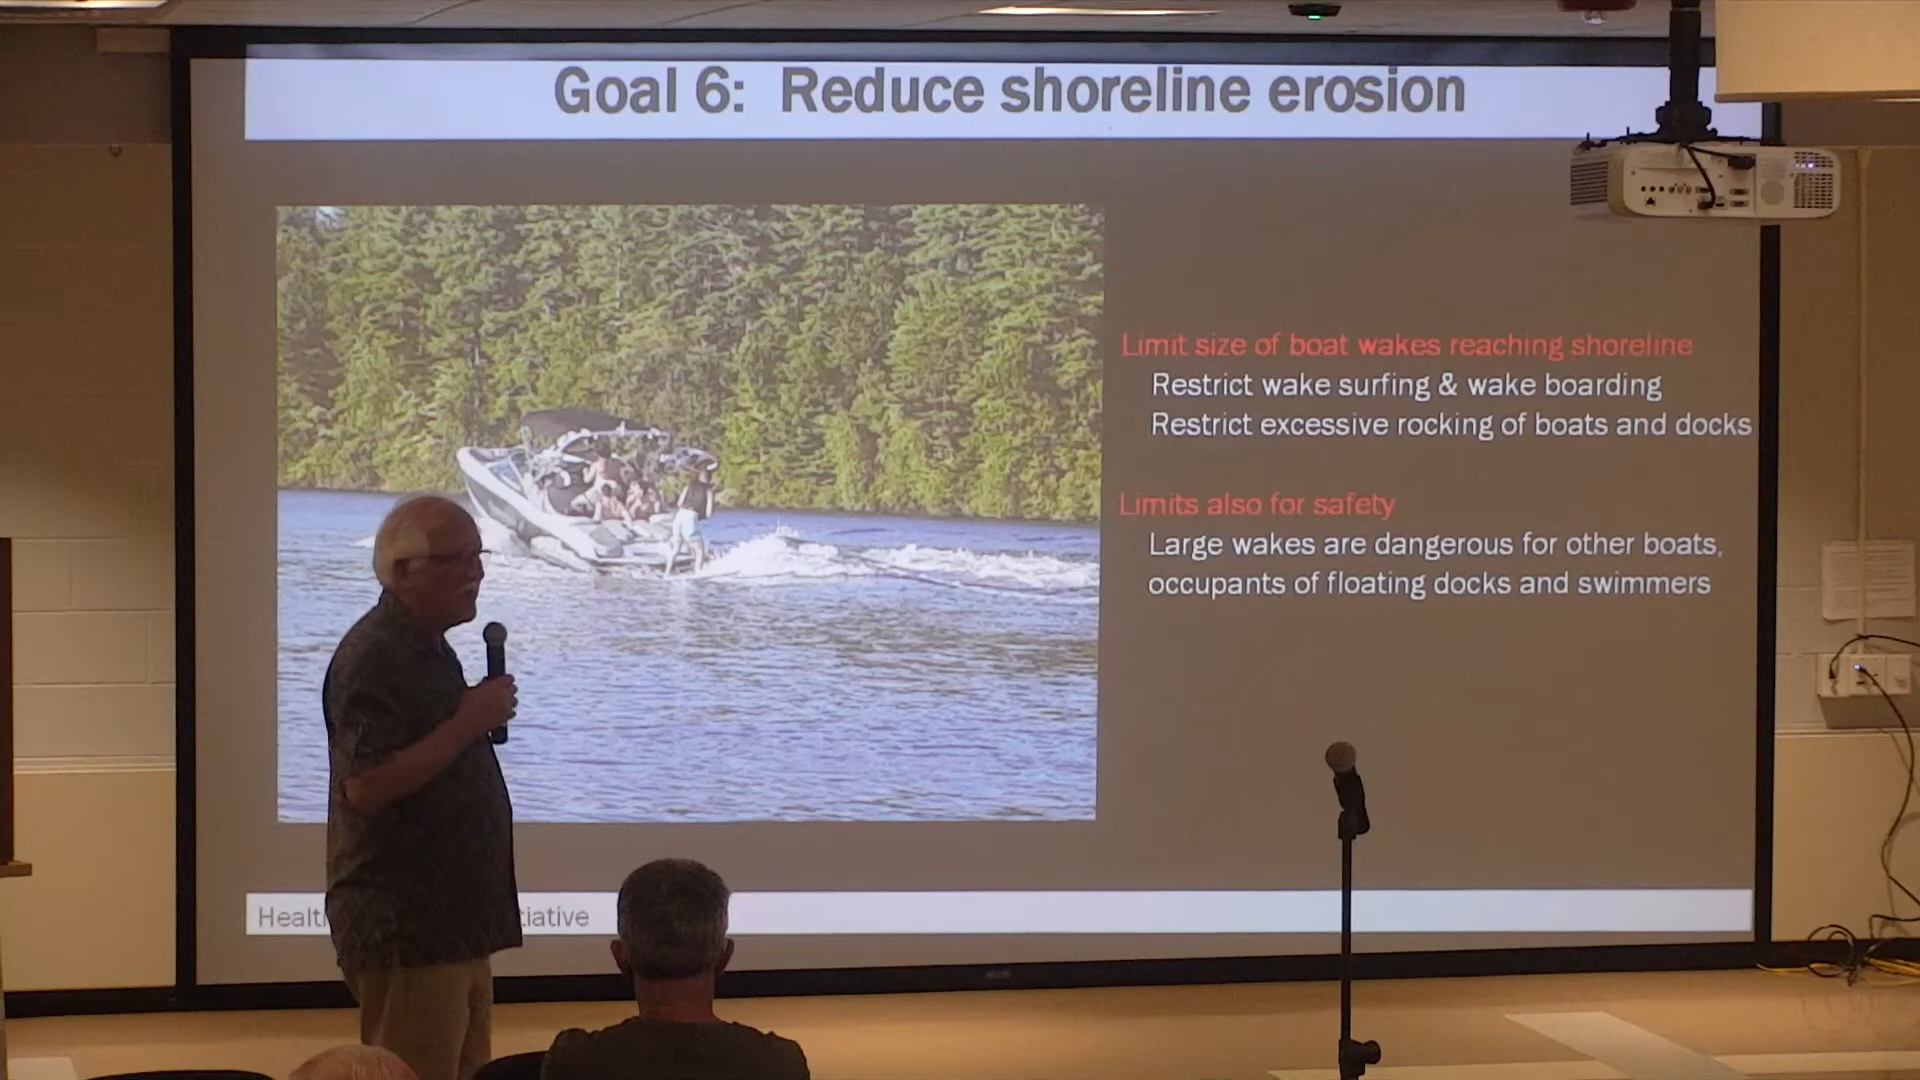 Goal 6: Reduce shoreline erosion
Limit size of boat wakes reaching shoreline
Restrict wake surfing & wake boarding
Restrict excessive rocking of boats and docks
Limits also for safety
Large wakes are dangerous for other boats,
occupants of floating docks and swimmers